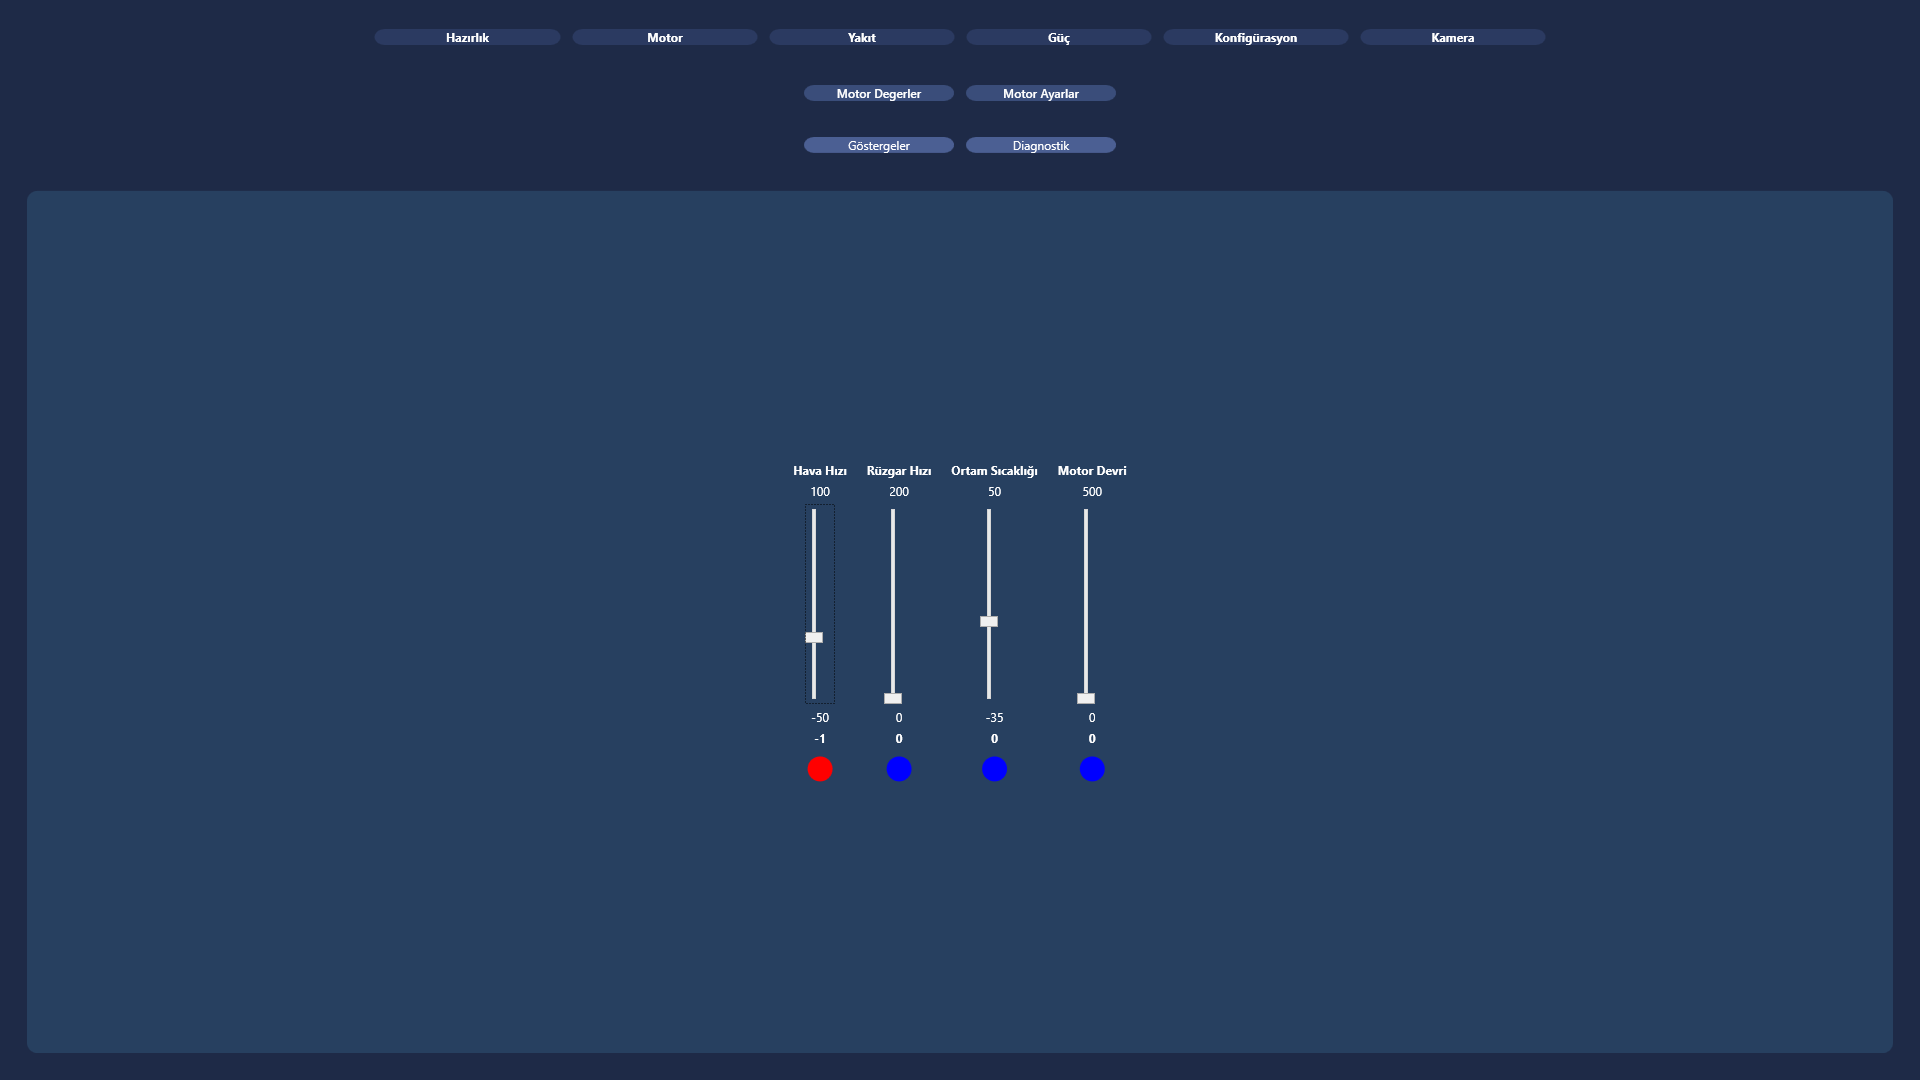 Hazırlık Motor Yakıt Güç Konfigürasyon Kamera
Motor Degerler Motor Ayarlar
Göstergeler Diagnostik
Hava Hızı Rüzgar Hızı Ortam Sıcaklığı Motor Devri
100 200 50 500
-50 0 -35 0
-1 0 0 0